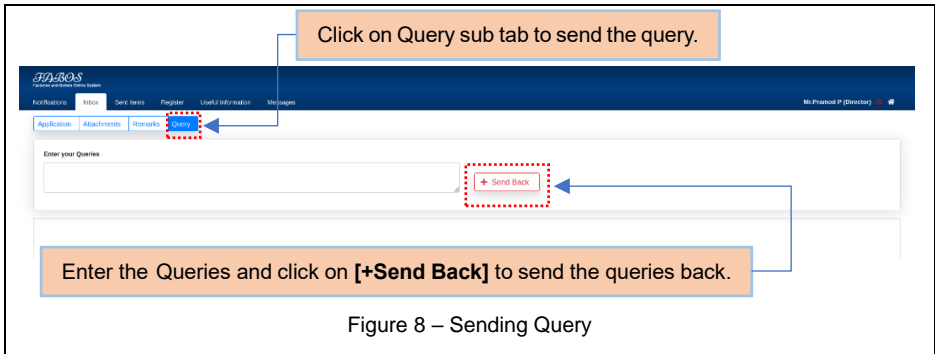 Click on Query sub tab to send the query.
FABOS
Factories and Boilers Online System
Notifications Inbox Sent Items Register Useful Information Messages Mr.Pramod P (Director)
Application Attachments Remarks Query
Enter your Queries
+ Send Back
Enter the Queries and click on [+Send Back] to send the queries back.
Figure 8 – Sending Query